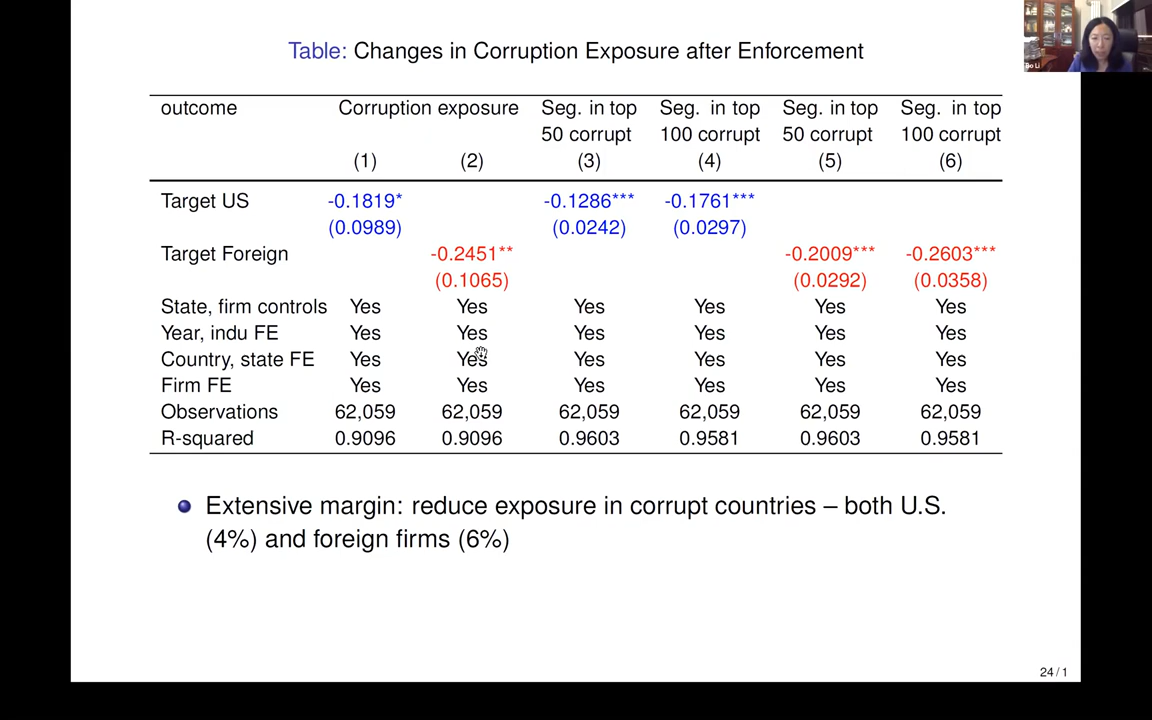 Table: Changes in Corruption Exposure after Enforcement
outcome Corruption exposure Seg. in top Seg. in top Seg. in top Seg. in top
50 corrupt 100 corrupt 50 corrupt 100 corrupt
(1) (2) (3) (4) (5) (6)
Target US -0.1819* -0.1286*** -0.1761***
(0.0989) (0.0242) (0.0297)
Target Foreign -0.2451** -0.2009*** -0.2603***
(0.1065) (0.0292) (0.0358)
State, firm controls Yes Yes Yes Yes Yes Yes
Year, indu FE Yes Yes Yes Yes Yes Yes
Country, state FE Yes Yes Yes Yes Yes Yes
Firm FE Yes Yes Yes Yes Yes Yes
Observations 62,059 62,059 62,059 62,059 62,059 62,059
R-squared 0.9096 0.9096 0.9603 0.9581 0.9603 0.9581
Extensive margin: reduce exposure in corrupt countries – both U.S.
(4%) and foreign firms (6%)
24 / 1